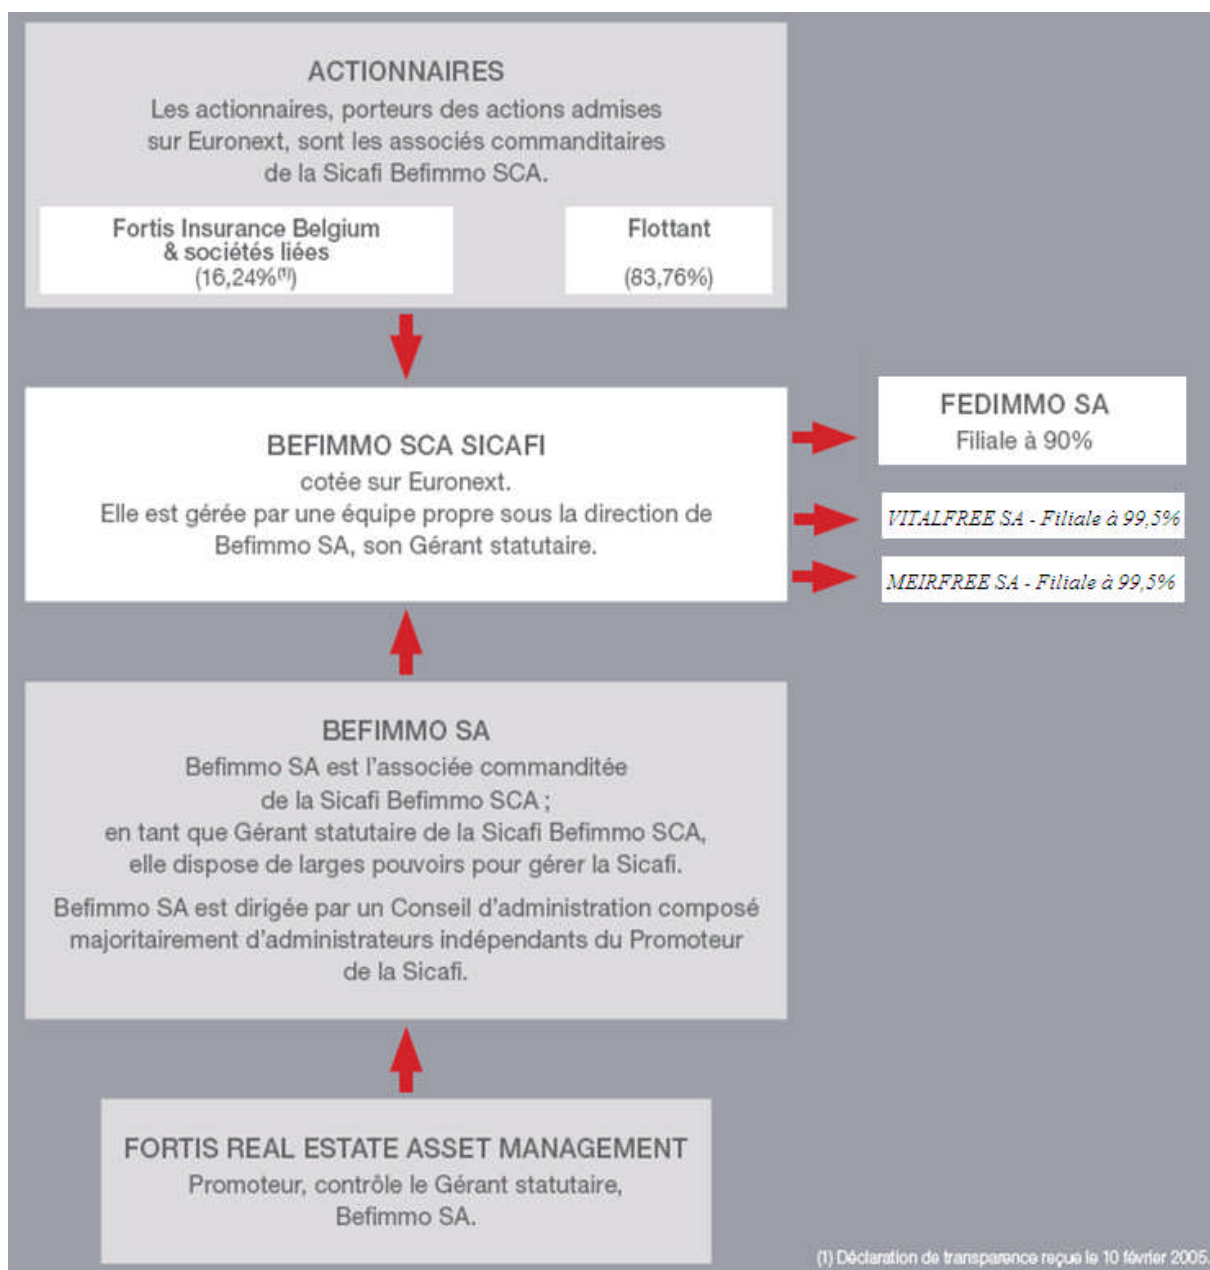 ACTIONNAIRES
Les actionnaires, porteurs des actions admises
sur Euronext, sont les associés commanditaires
de la Sicafi Befimmo SCA.
Fortis Insurance Belgium
& sociétés liées
(16,24%(1))
Flottant
(83,76%)
BEFIMMO SCA SICAFI
cotée sur Euronext.
Elle est gérée par une équipe propre sous la direction de
Befimmo SA, son Gérant statutaire.
FEDIMMO SA
Filiale à 90%
VITALFREE SA - Filiale à 99,5%
MEIRFREE SA - Filiale à 99,5%
BEFIMMO SA
Befimmo SA est l'associée commanditée
de la Sicafi Befimmo SCA ;
en tant que Gérant statutaire de la Sicafi Befimmo SCA,
elle dispose de larges pouvoirs pour gérer la Sicafi.
Befimmo SA est dirigée par un Conseil d'administration composé
majoritairement d'administrateurs indépendants du Promoteur
de la Sicafi.
FORTIS REAL ESTATE ASSET MANAGEMENT
Promoteur, contrôle le Gérant statutaire,
Befimmo SA.
(1) Déclaration de transparence reçue le 10 février 2005.